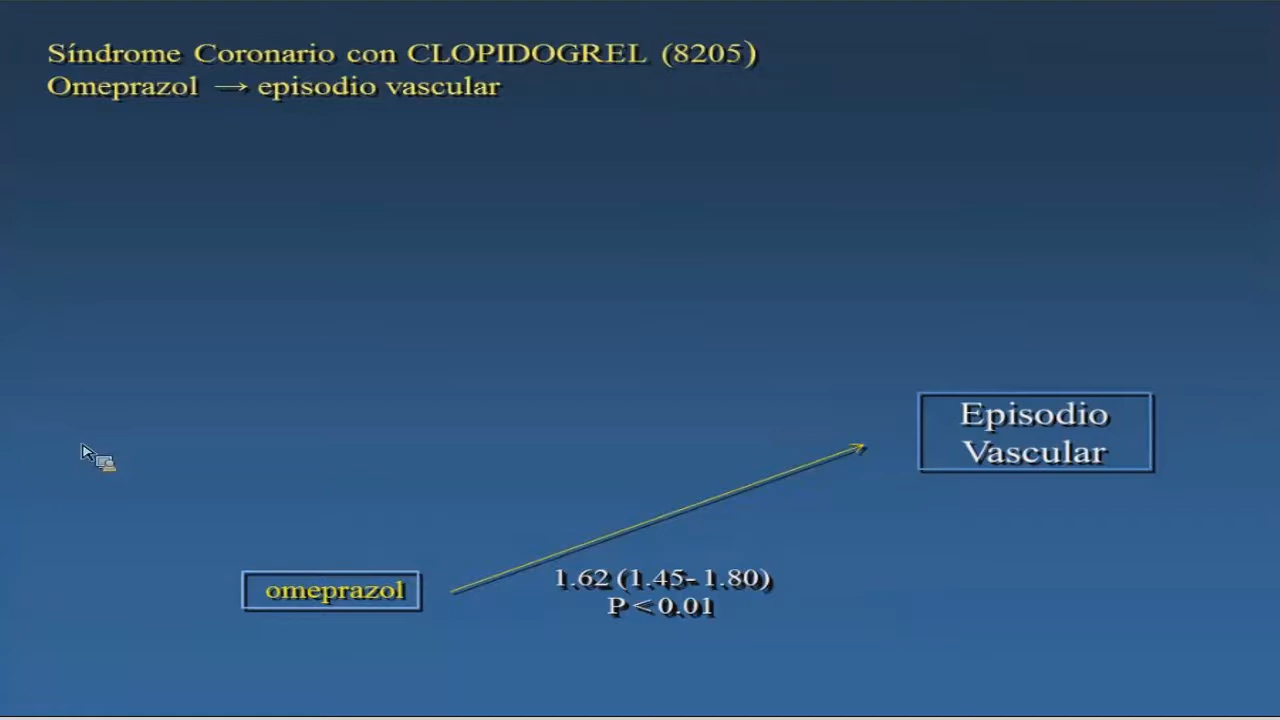 Síndrome Coronario con CLOPIDOGREL (8205)
Omeprazol → episodio vascular
Episodio
Vascular
omeprazol
1.62 (1.45- 1.80)
P < 0.01